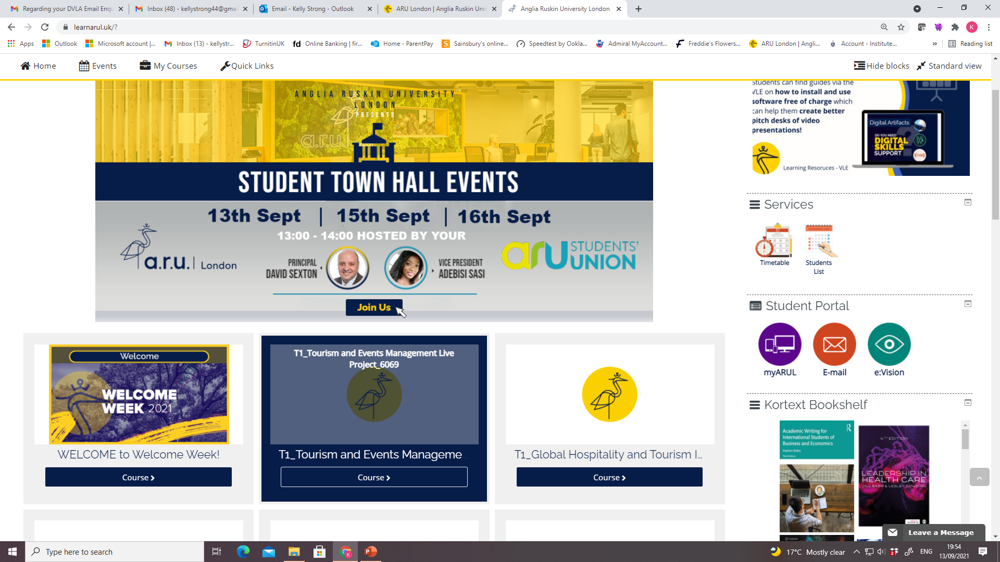 Regarding your DVLA Email Enqu
Inbox (48) - kellystrong44@gmai
Email - Kelly Strong - Outlook
ARU London | Anglia Ruskin Univ
Anglia Ruskin University London
learnarul.uk/?
K
Apps
Outlook
Microsoft account |...
Inbox (13) - kellystr...
TurnitinUK
fd Online Banking | fir...
Home - ParentPay
S Sainsbury's online...
Speedtest by Ookla...
Admiral MyAccount...
Freddie's Flowers...
ARU London | Angli...
Account - Institute...
»
Reading list
Home
Events
My Courses
Quick Links
Hide blocks
Standard view
ANGLIA RUSKIN UNIVERSITY
LONDON
PRESENTS
a.r.u.
STUDENT TOWN HALL EVENTS
13th Sept | 15th Sept | 16th Sept
13:00 - 14:00 HOSTED BY YOUR
a.r.u. | London
PRINCIPAL
DAVID SEXTON
VICE PRESIDENT
ADEBISI SASI
aru STUDENTS'
UNION
Join Us
Welcome
WELCOME
WEEK 2021
WELCOME to Welcome Week!
Course
T1_Tourism and Events Management Live
Project_6069
T1_Tourism and Events Manageme
Course
T1_Global Hospitality and Tourism I...
Course
Students can find guides via the
VLE on how to install and use
software free of charge which
can help them create better
pitch desks of video
presentations!
Learning Resoruces - VLE
Digital Artifacts
DO YOU NEED
DIGITAL
SKILLS
SUPPORT
?
VYOND
Services
Timetable
Students
List
Student Portal
myARUL
E-mail
e:Vision
Kortext Bookshelf
Academic Writing for
International Students of
Business and Economics
Stephen Bailey
Third Edition
R
4TH EDITION
LEADERSHIP IN
HEALTH CARE
JILL BARR & LESLEY DOWDING
Leave a Message
Type here to search
K
P
17°C Mostly clear
2
ENG
19:54
13/09/2021